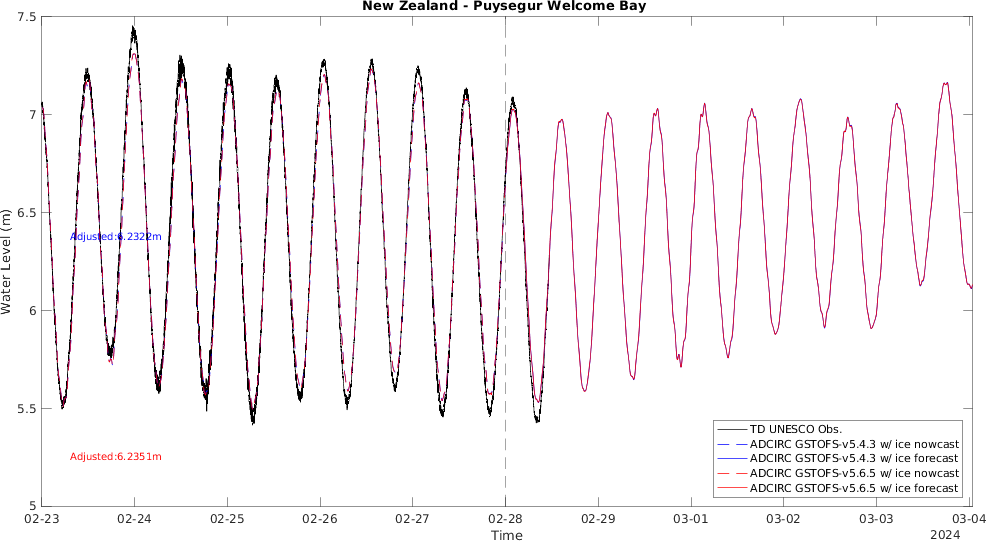 New Zealand - Puysegur Welcome Bay
7.5
7
6.5
6
5.5
5
Water Level (m)
Adjusted:6.2322m
Adjusted:6.2351m
TD UNESCO Obs.
ADCIRC GSTOFS-v5.4.3 w/ ice nowcast
ADCIRC GSTOFS-v5.4.3 w/ ice forecast
ADCIRC GSTOFS-v5.6.5 w/ ice nowcast
ADCIRC GSTOFS-v5.6.5 w/ ice forecast
02-23 02-24 02-25 02-26 02-27 02-28 02-29 03-01 03-02 03-03 03-04
Time
2024